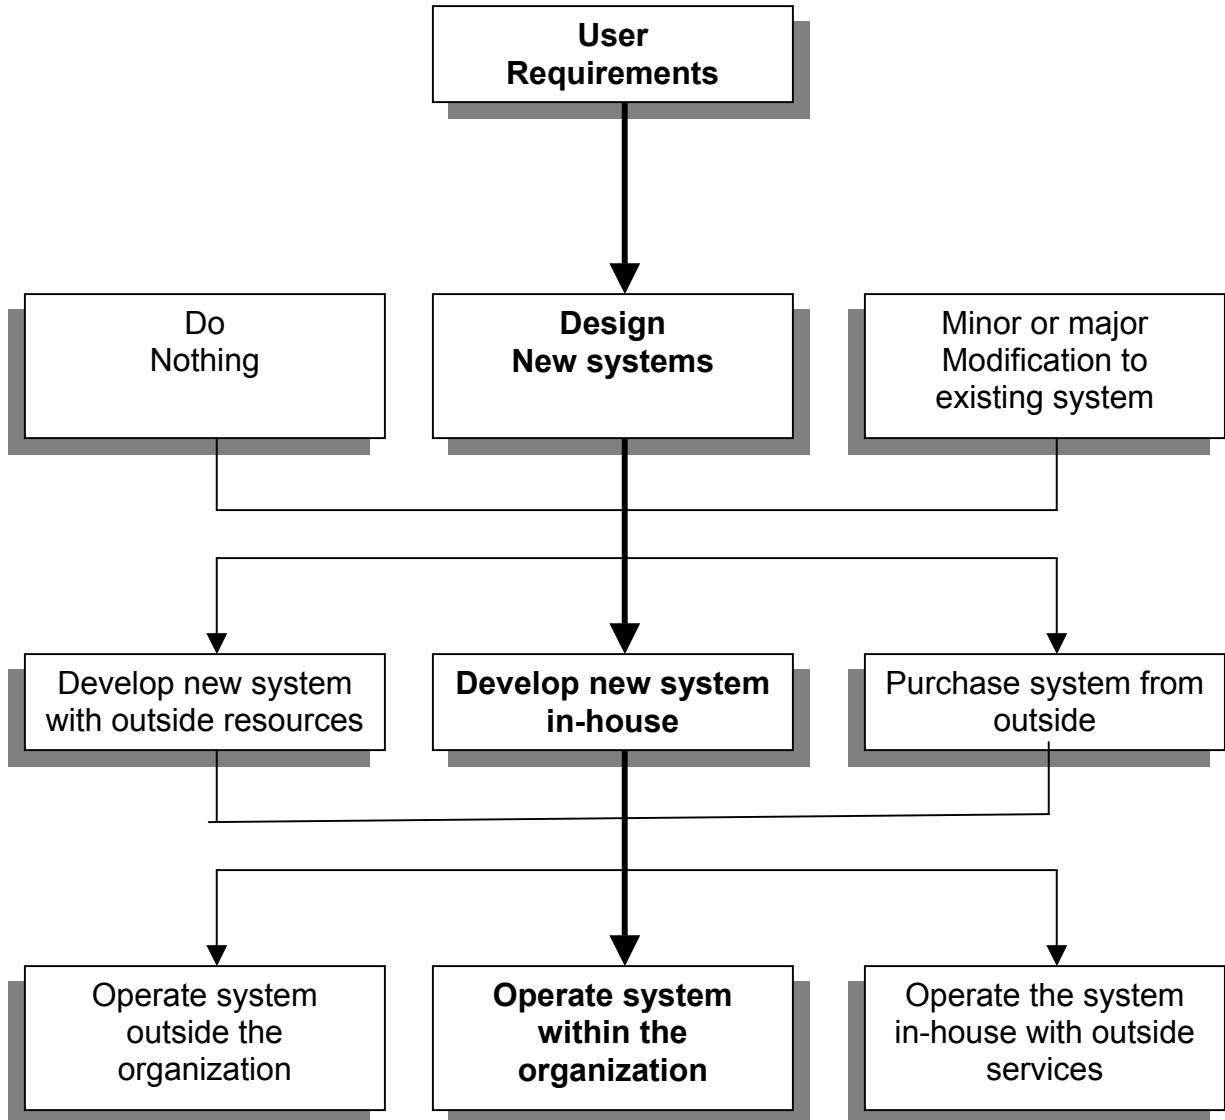 User
Requirements
Do
Nothing
Design
New systems
Minor or major
Modification to
existing system
Develop new system
with outside resources
Develop new system
in-house
Purchase system from
outside
Operate system
outside the
organization
Operate system
within the
organization
Operate the system
in-house with outside
services